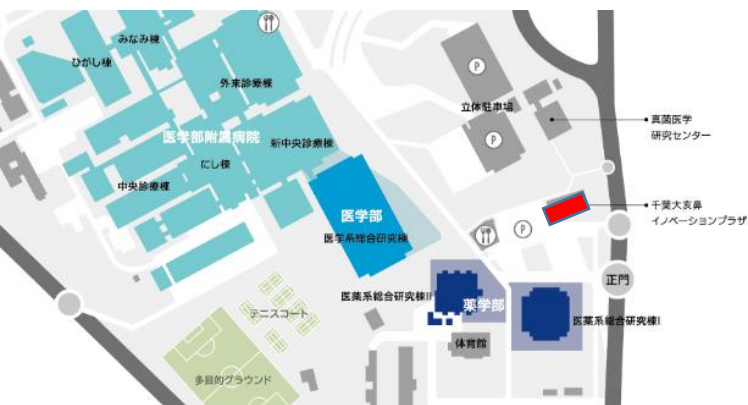 みなみ棟
ひがし棟
外来診療棟
医学部附属病院
新中央診療棟
にし棟
中央診療棟
医学部
医学系総合研究棟
立体駐車場
P
P
真菌医学
研究センター
千葉大亥鼻
イノベーションプラザ
P
正門
医薬系総合研究棟II
薬学部
医薬系総合研究棟I
体育館
テニスコート
多目的グラウンド